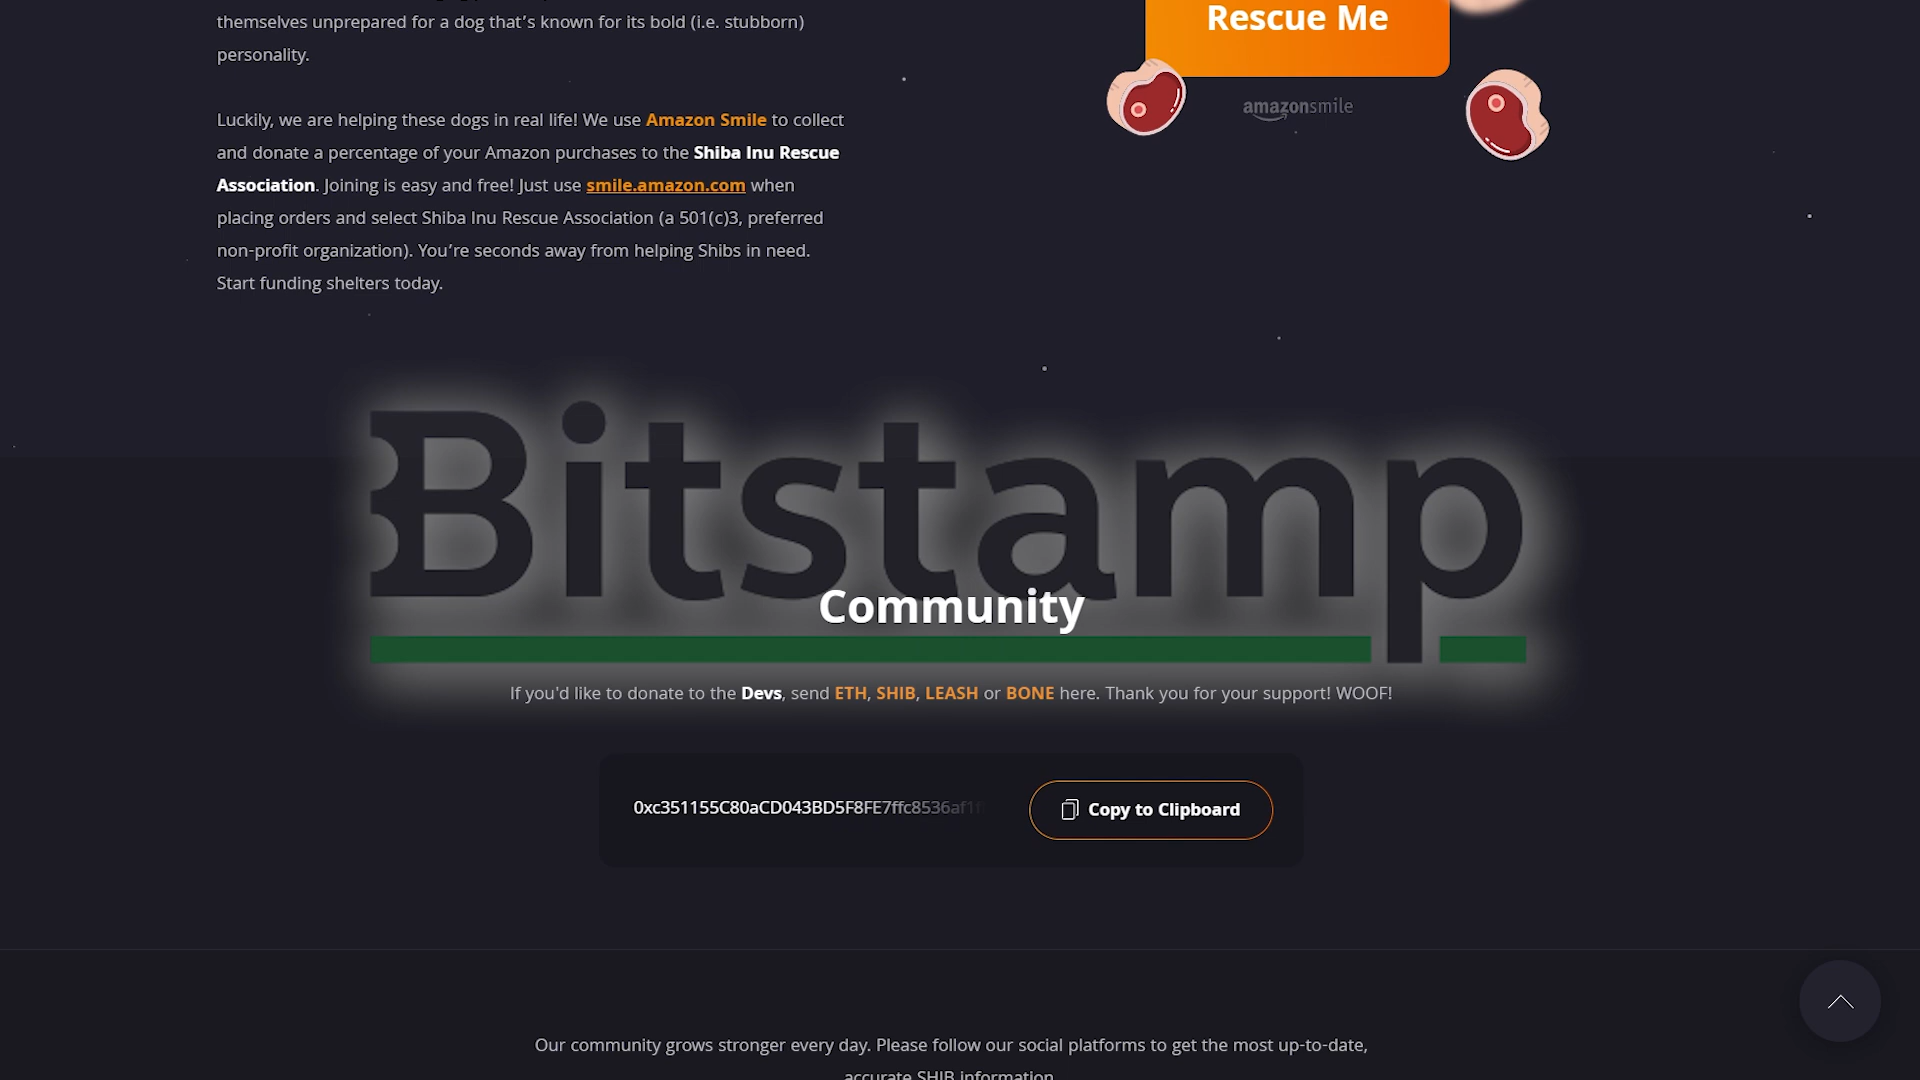 themselves unprepared for a dog that’s known for its bold (i.e. stubborn)
personality.
Luckily, we are helping these dogs in real life! We use Amazon Smile to collect
and donate a percentage of your Amazon purchases to the Shiba Inu Rescue
Association. Joining is easy and free! Just use smile.amazon.com when
placing orders and select Shiba Inu Rescue Association (a 501(c)3, preferred
non-profit organization). You’re seconds away from helping Shibs in need.
Start funding shelters today.
Rescue Me
amazonsmile
Bitstamp
Community
If you'd like to donate to the Devs, send ETH, SHIB, LEASH or BONE here. Thank you for your support! WOOF!
0xc351155C80aCD043BD5F8FE7ffc8536af1f
Copy to Clipboard
Our community grows stronger every day. Please follow our social platforms to get the most up-to-date,
accurate SHIB information.